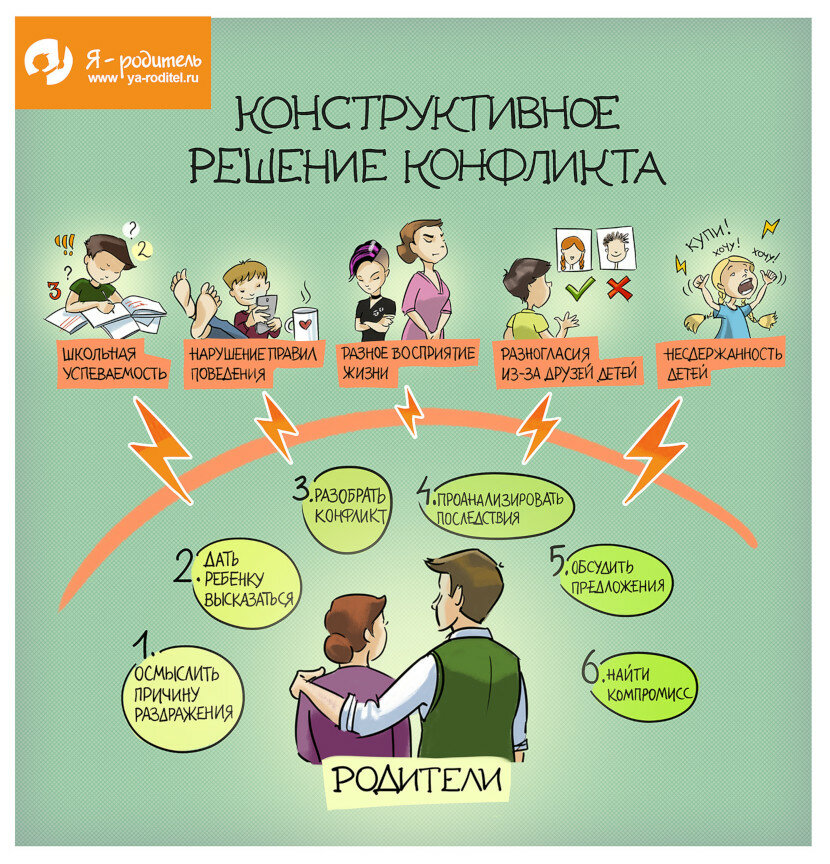 Я - родитель
www.ya-roditel.ru
КОНСТРУКТИВНОЕ
РЕШЕНИЕ КОНФЛИКТА
!!!
?
2
?
3
КУПИ!
ХОЧУ!
ХОЧУ!
ШКОЛЬНАЯ
УСПЕВАЕМОСТЬ
НАРУШЕНИЕ ПРАВИЛ
ПОВЕДЕНИЯ
РАЗНОЕ ВОСПРИЯТИЕ
ЖИЗНИ
РАЗНОГЛАСИЯ
ИЗ-ЗА ДРУЗЕЙ ДЕТЕЙ
НЕСДЕРЖАННОСТЬ
ДЕТЕЙ
1.
ОСМЫСЛИТЬ
ПРИЧИНУ
РАЗДРАЖЕНИЯ
2. ДАТЬ
РЕБЕНКУ
ВЫСКАЗАТЬСЯ
3. РАЗОБРАТЬ
КОНФЛИКТ
4. ПРОАНАЛИЗИРОВАТЬ
ПОСЛЕДСТВИЯ
5. ОБСУДИТЬ
ПРЕДЛОЖЕНИЯ
6. НАЙТИ
КОМПРОМИСС
РОДИТЕЛИ